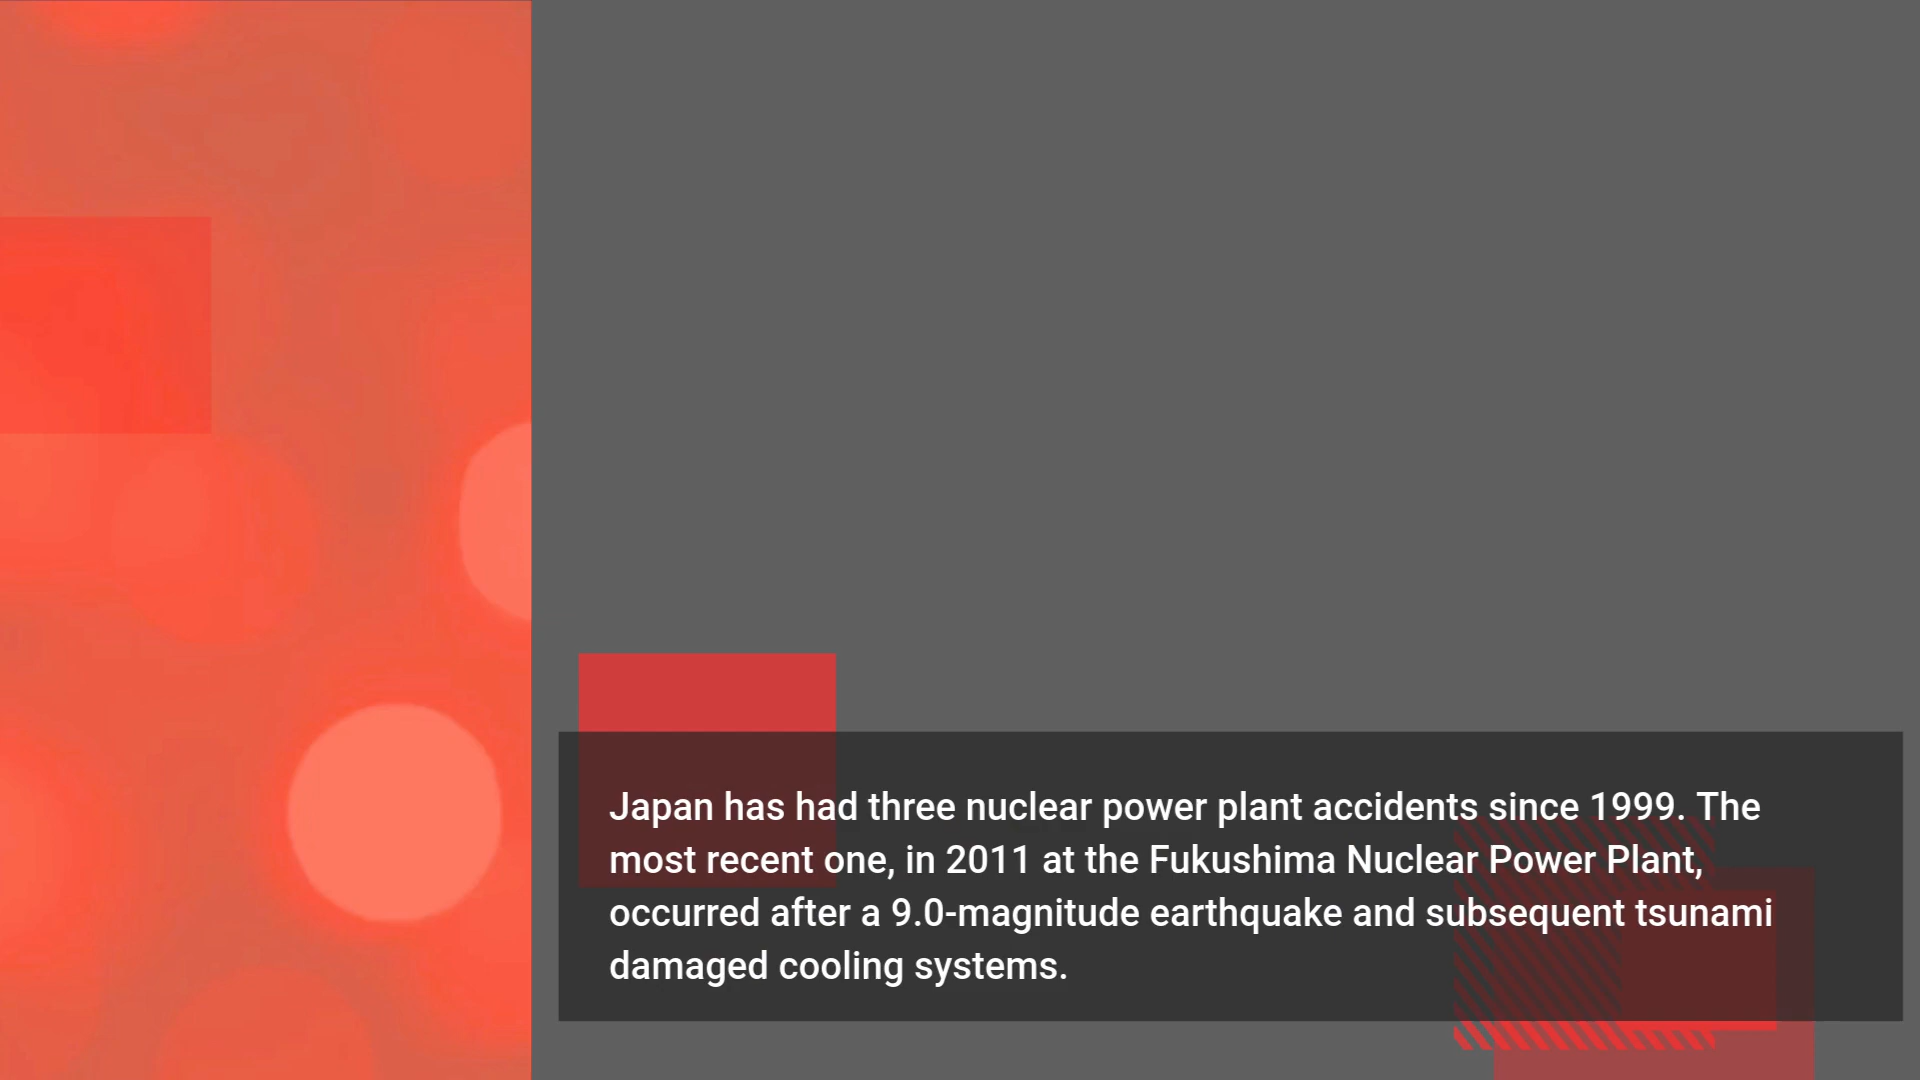 Japan has had three nuclear power plant accidents since 1999. The
most recent one, in 2011 at the Fukushima Nuclear Power Plant,
occurred after a 9.0-magnitude earthquake and subsequent tsunami
damaged cooling systems.